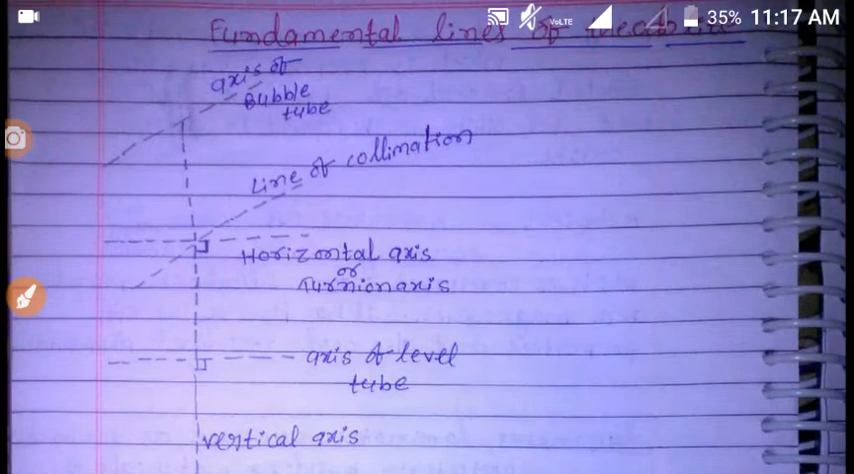 VoLTE 35% 11:17 AM
Fundamental lines of
axis of
Bubble
tube
Line of collimation
Horizontal axis
or
Turnionaxis
axis of level
tube
vertical axis